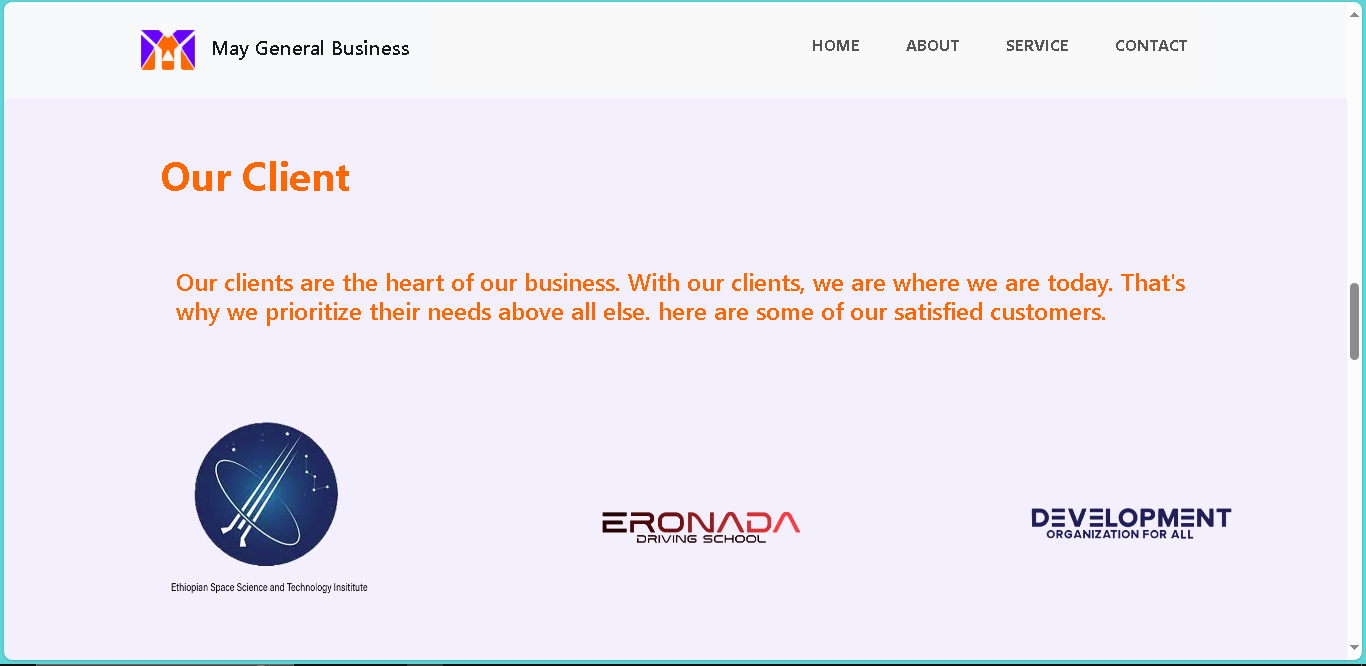 May General Business
HOME ABOUT SERVICE CONTACT
Our Client
Our clients are the heart of our business. With our clients, we are where we are today. That's
why we prioritize their needs above all else. here are some of our satisfied customers.
ERONADA
DRIVING SCHOOL
DEVELOPMENT
ORGANIZATION FOR ALL
Ethiopian Space Science and Technology Insititute